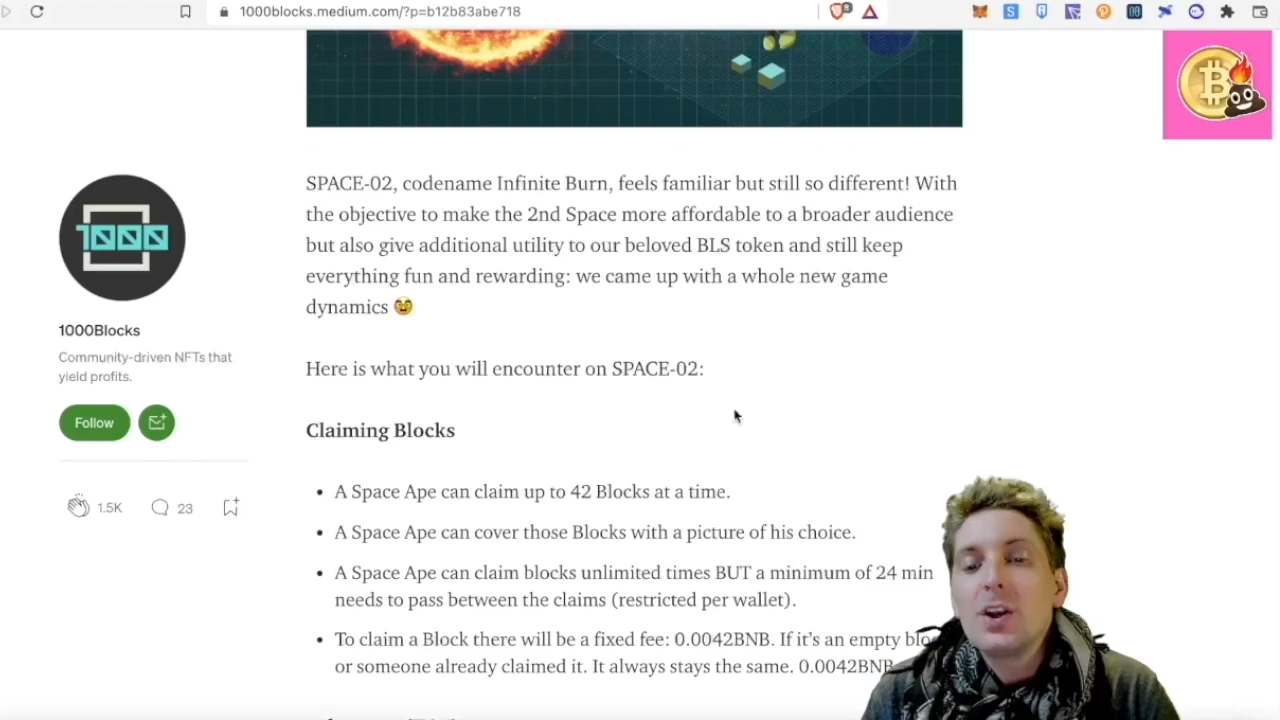 1000blocks.medium.com/?p=b12b83abe718
SPACE-02, codename Infinite Burn, feels familiar but still so different! With
the objective to make the 2nd Space more affordable to a broader audience
but also give additional utility to our beloved BLS token and still keep
everything fun and rewarding: we came up with a whole new game
dynamics 🥸
1000
1000Blocks
Community-driven NFTs that
yield profits.
Follow
1.5K
23
Here is what you will encounter on SPACE-02:
Claiming Blocks
• A Space Ape can claim up to 42 Blocks at a time.
• A Space Ape can cover those Blocks with a picture of his choice.
• A Space Ape can claim blocks unlimited times BUT a minimum of 24 min
needs to pass between the claims (restricted per wallet).
• To claim a Block there will be a fixed fee: 0.0042BNB. If it's an empty
or someone already claimed it. It always stays the same. 0.0042BNB